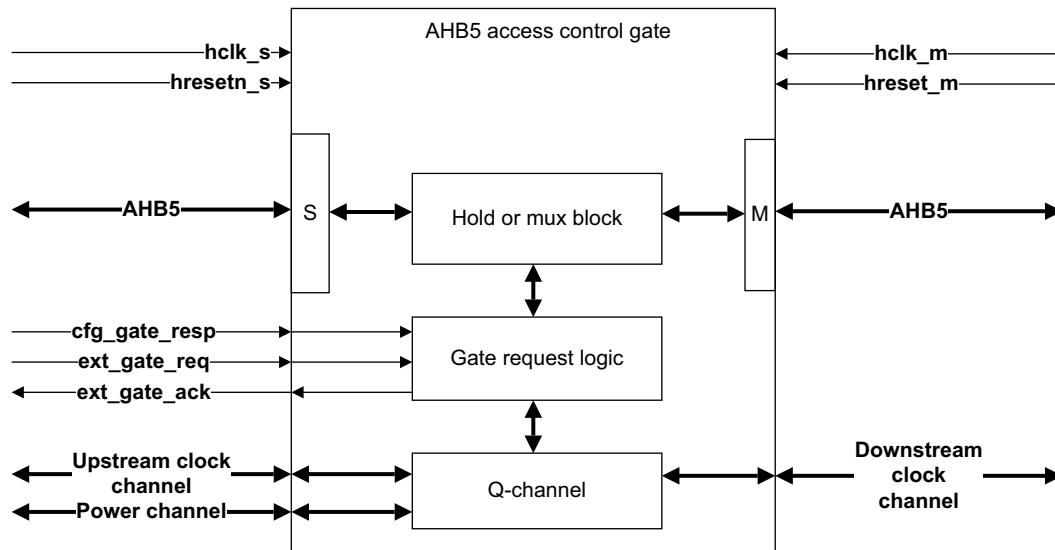 AHB5 access control gate
hclk_s
hclk_m
hresetn_s
hreset_m
AHB5
S
Hold or mux block
M
AHB5
cfg_gate_resp
ext_gate_req
ext_gate_ack
Gate request logic
Upstream clock
channel
Power channel
Q-channel
Downstream
clock
channel